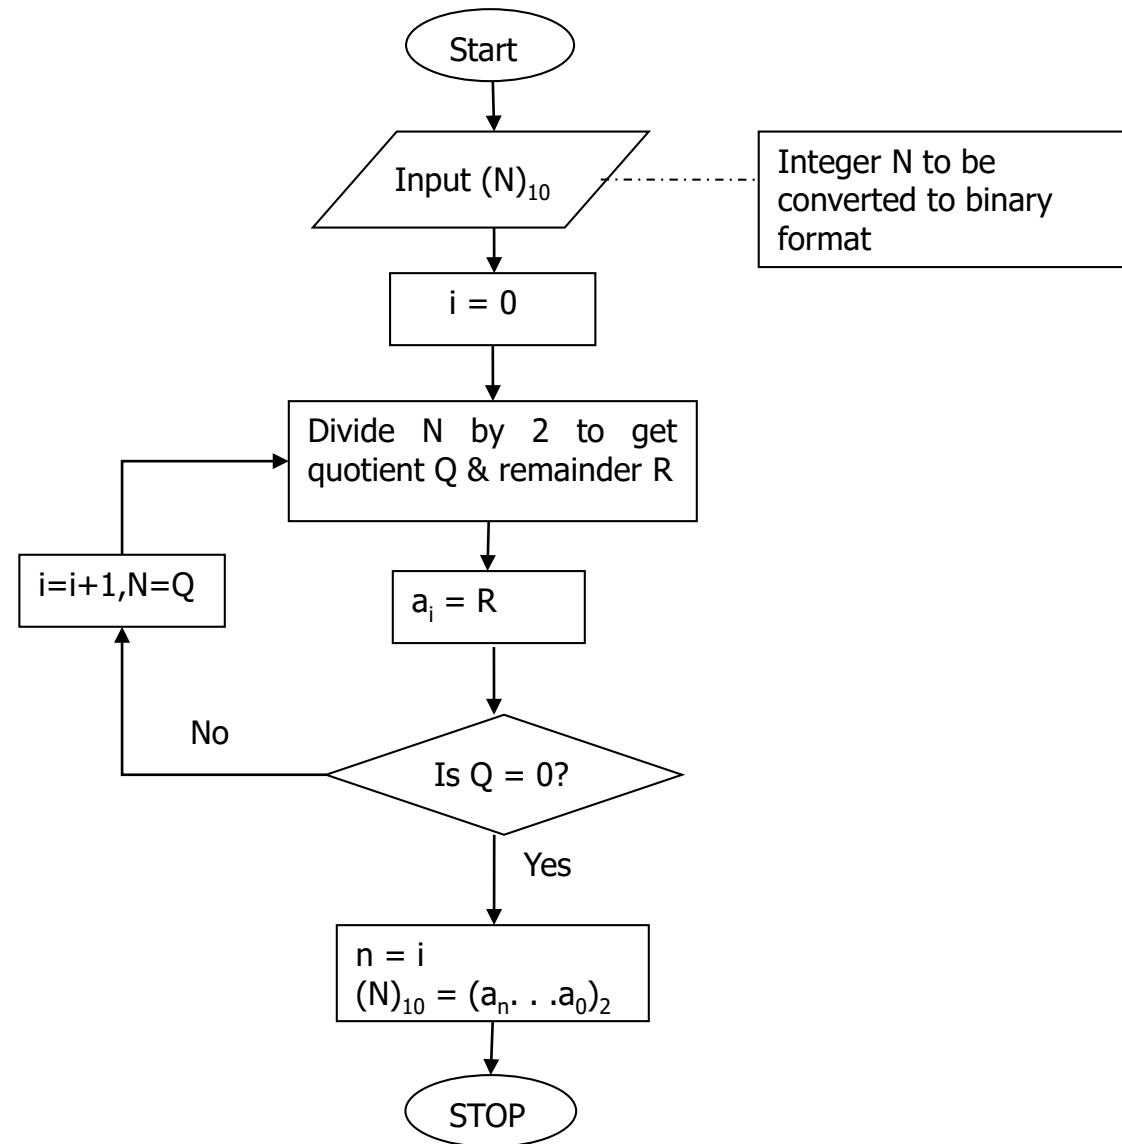 Start
Input (N)₁₀
Integer N to be
converted to binary
format
i = 0
Divide N by 2 to get
quotient Q & remainder R
i=i+1,N=Q
aᵢ = R
No
Is Q = 0?
Yes
n = i
(N)₁₀ = (aₙ. . .a₀)₂
STOP